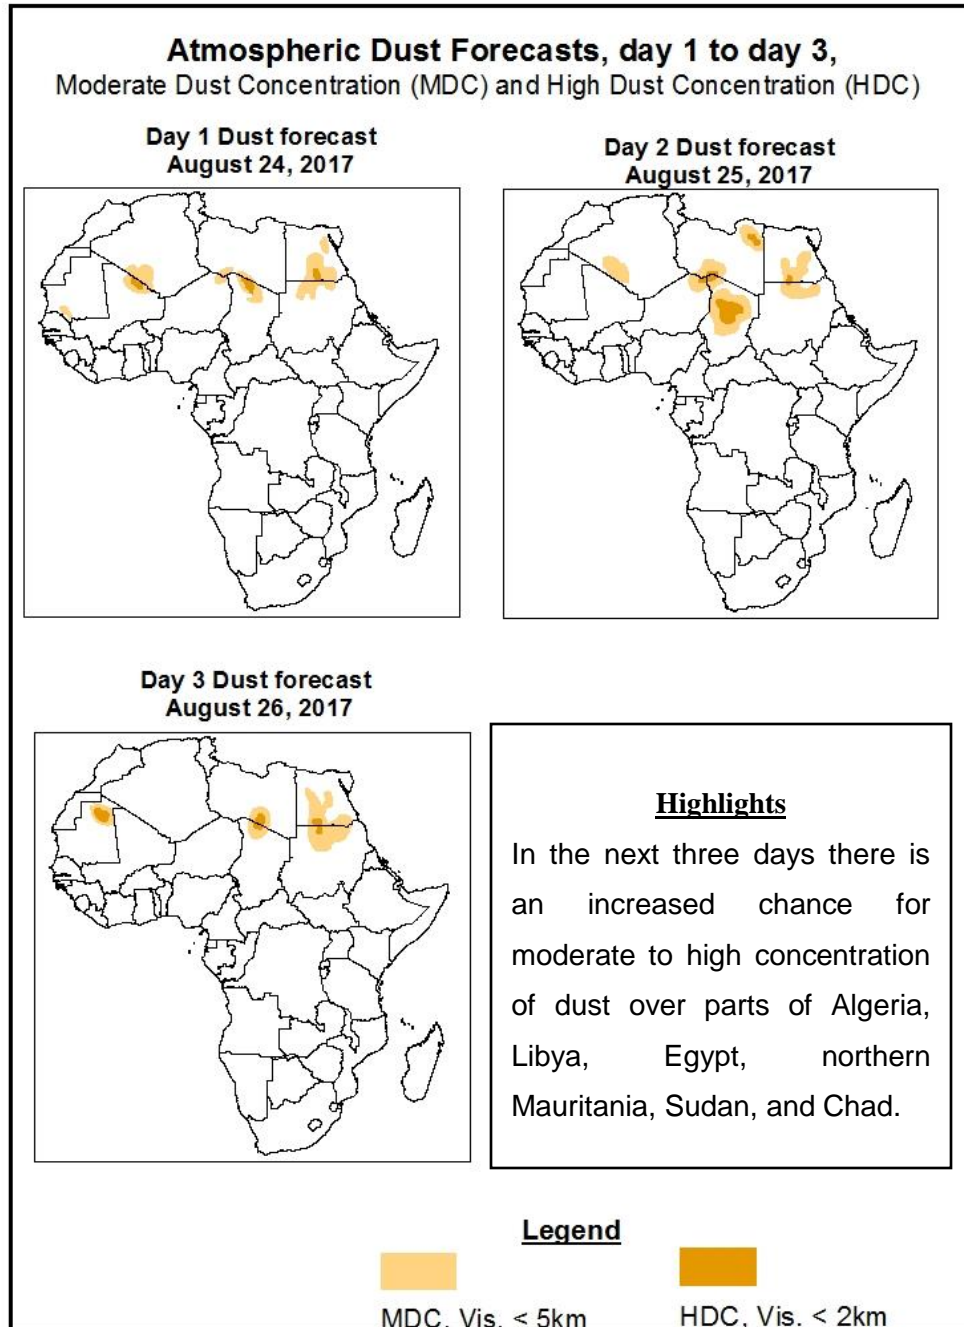 Atmospheric Dust Forecasts, day 1 to day 3,
Moderate Dust Concentration (MDC) and High Dust Concentration (HDC)
Day 1 Dust forecast
August 24, 2017
Day 2 Dust forecast
August 25, 2017
Day 3 Dust forecast
August 26, 2017
Highlights
In the next three days there is
an increased chance for
moderate to high concentration
of dust over parts of Algeria,
Libya, Egypt, northern
Mauritania, Sudan, and Chad.
Legend
MDC, Vis. < 5km
HDC, Vis. < 2km